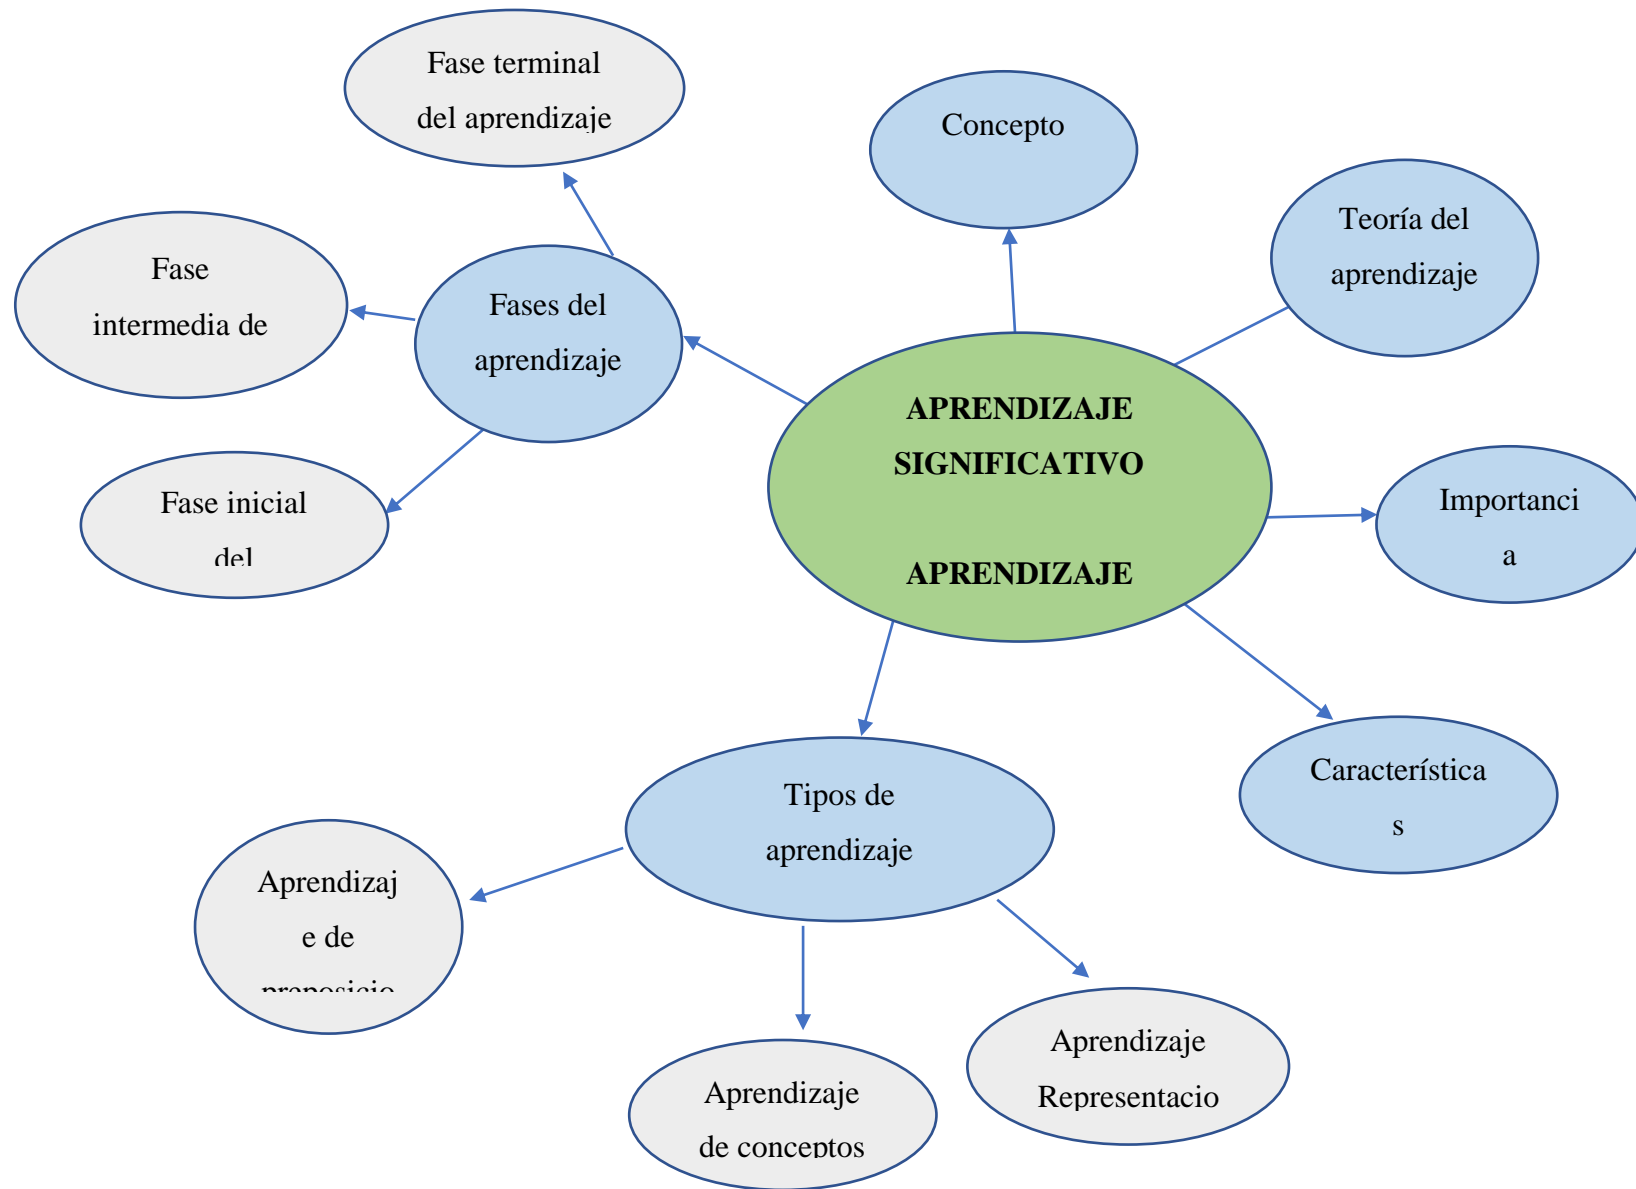 Fase terminal
del aprendizaje
Concepto
Teoría del
aprendizaje
Fase
intermedia de
Fases del
aprendizaje
APRENDIZAJE
SIGNIFICATIVO
APRENDIZAJE
Fase inicial
del
Importanci
a
Característica
s
Tipos de
aprendizaje
Aprendizaj
e de
preposicio
Aprendizaje
Representacio
Aprendizaje
de conceptos